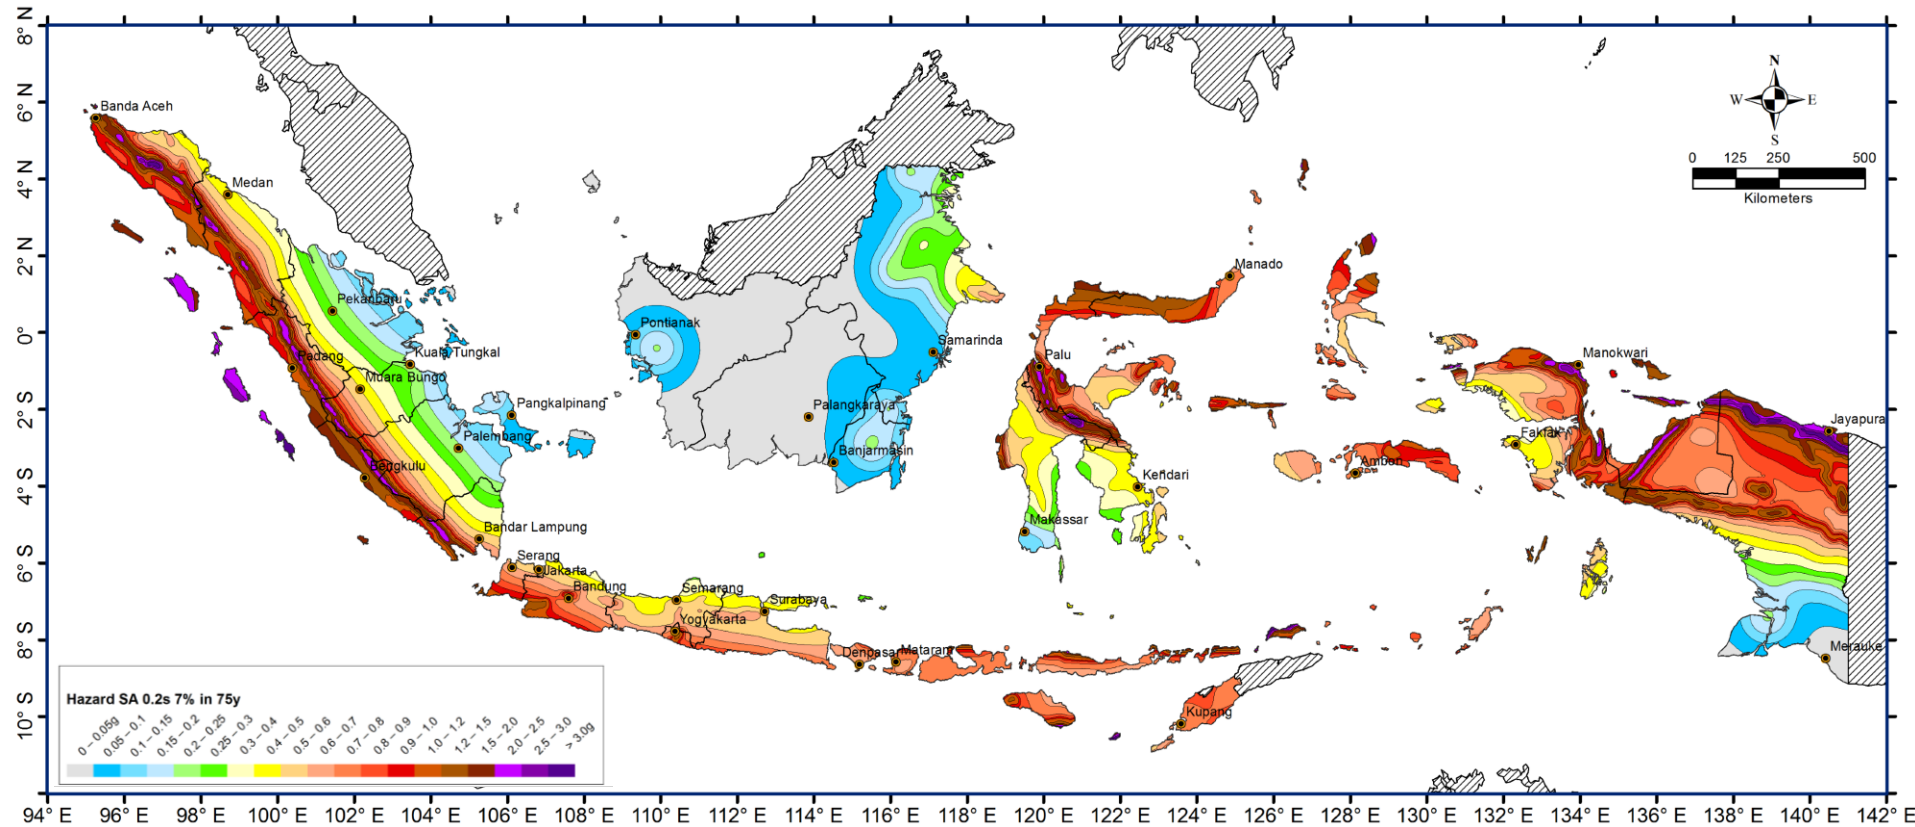 8° N
6° N
4° N
2° N
0°
2° S
4° S
6° S
8° S
10° S
N
W
E
S
0 125 250 500
Kilometers
Banda Aceh
Medan
Pekanbaru
Padang
Kuala Tungkal
Muara Bungo
Pangkalpinang
Palembang
Bengkulu
Bandar Lampung
Serang
Jakarta
Bandung
Semarang
Yogyakarta
Surabaya
Denpasar
Mataram
Kupang
Pontianak
Samarinda
Palangkaraya
Banjarmasin
Manado
Palu
Kendari
Makassar
Ambon
Manokwari
Fakfak
Jayapura
Merauke
Hazard SA 0.2s 7% in 75y
0 – 0.05g
0.05 – 0.1
0.1 – 0.15
0.15 – 0.2
0.2 – 0.25
0.25 – 0.3
0.3 – 0.4
0.4 – 0.5
0.5 – 0.6
0.6 – 0.7
0.7 – 0.8
0.8 – 0.9
0.9 – 1.0
1.0 – 1.2
1.2 – 1.5
1.5 – 2.0
2.0 – 2.5
2.5 – 3.0
> 3.0g
94° E 96° E 98° E 100° E 102° E 104° E 106° E 108° E 110° E 112° E 114° E 116° E 118° E 120° E 122° E 124° E 126° E 128° E 130° E 132° E 134° E 136° E 138° E 140° E 142° E